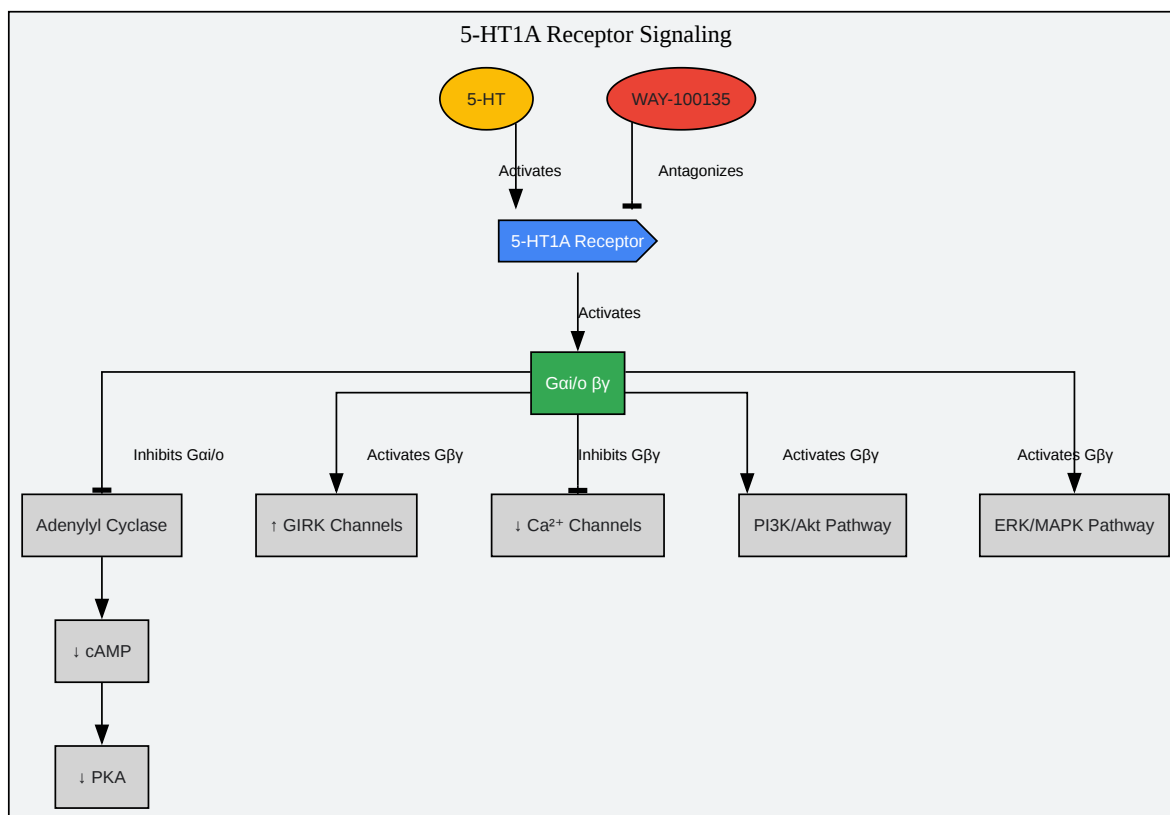 5-HT1A Receptor Signaling
5-HT
WAY-100135
Activates
Antagonizes
5-HT1A Receptor
Activates
Gαi/o βγ
Inhibits Gαi/o
Activates Gβγ
Inhibits Gβγ
Activates Gβγ
Activates Gβγ
Adenylyl Cyclase
↑ GIRK Channels
↓ Ca²⁺ Channels
PI3K/Akt Pathway
ERK/MAPK Pathway
↓ cAMP
↓ PKA